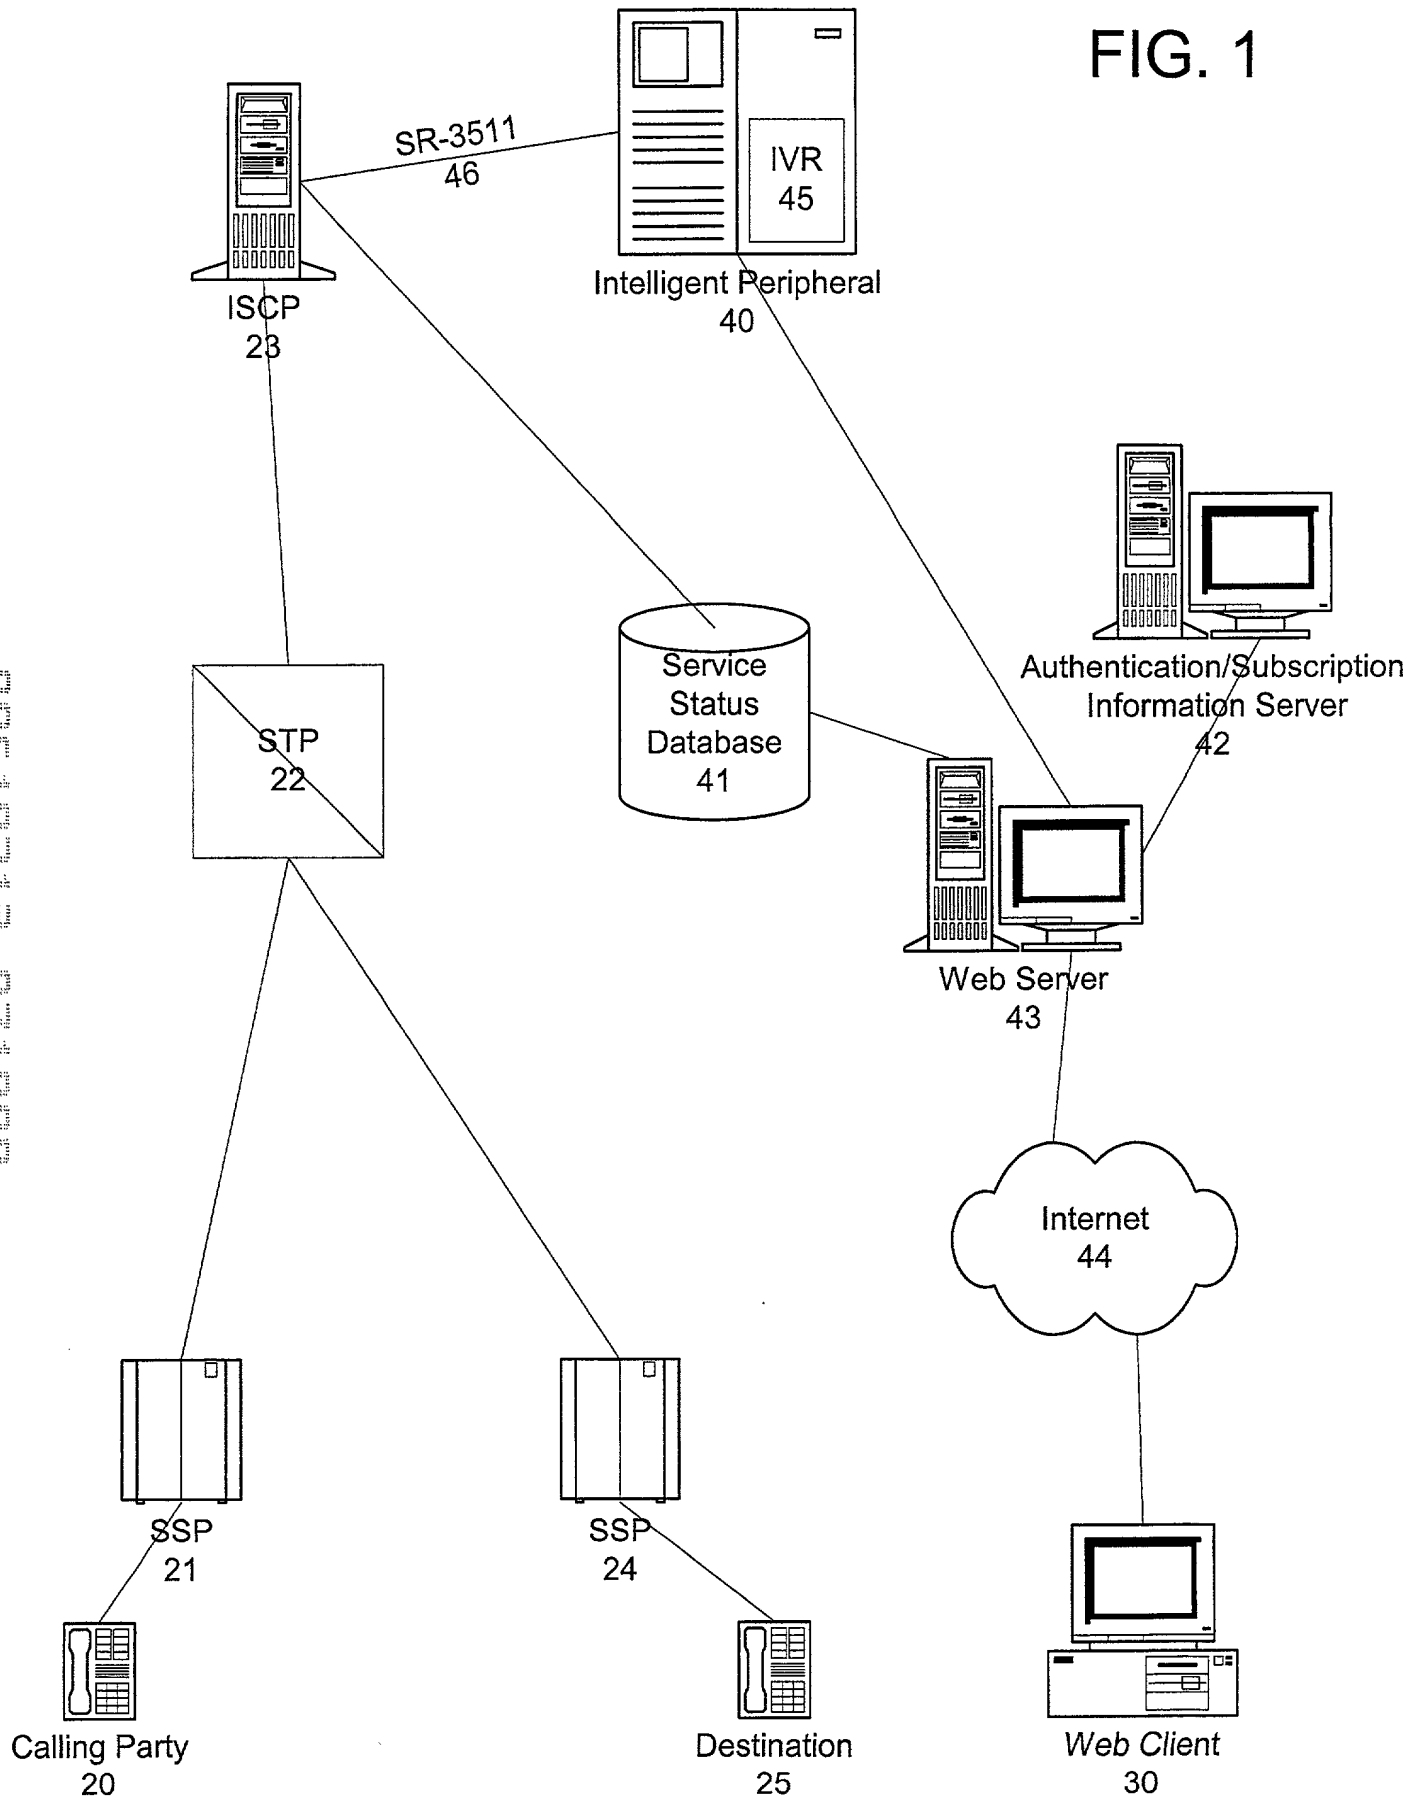 FIG. 1
SR-3511
46
IVR
45
Intelligent Peripheral
40
ISCP
23
Service
Status
Database
41
Authentication/Subscription
Information Server
42
STP
22
Web Server
43
Internet
44
SSP
21
SSP
24
Calling Party
20
Destination
25
Web Client
30